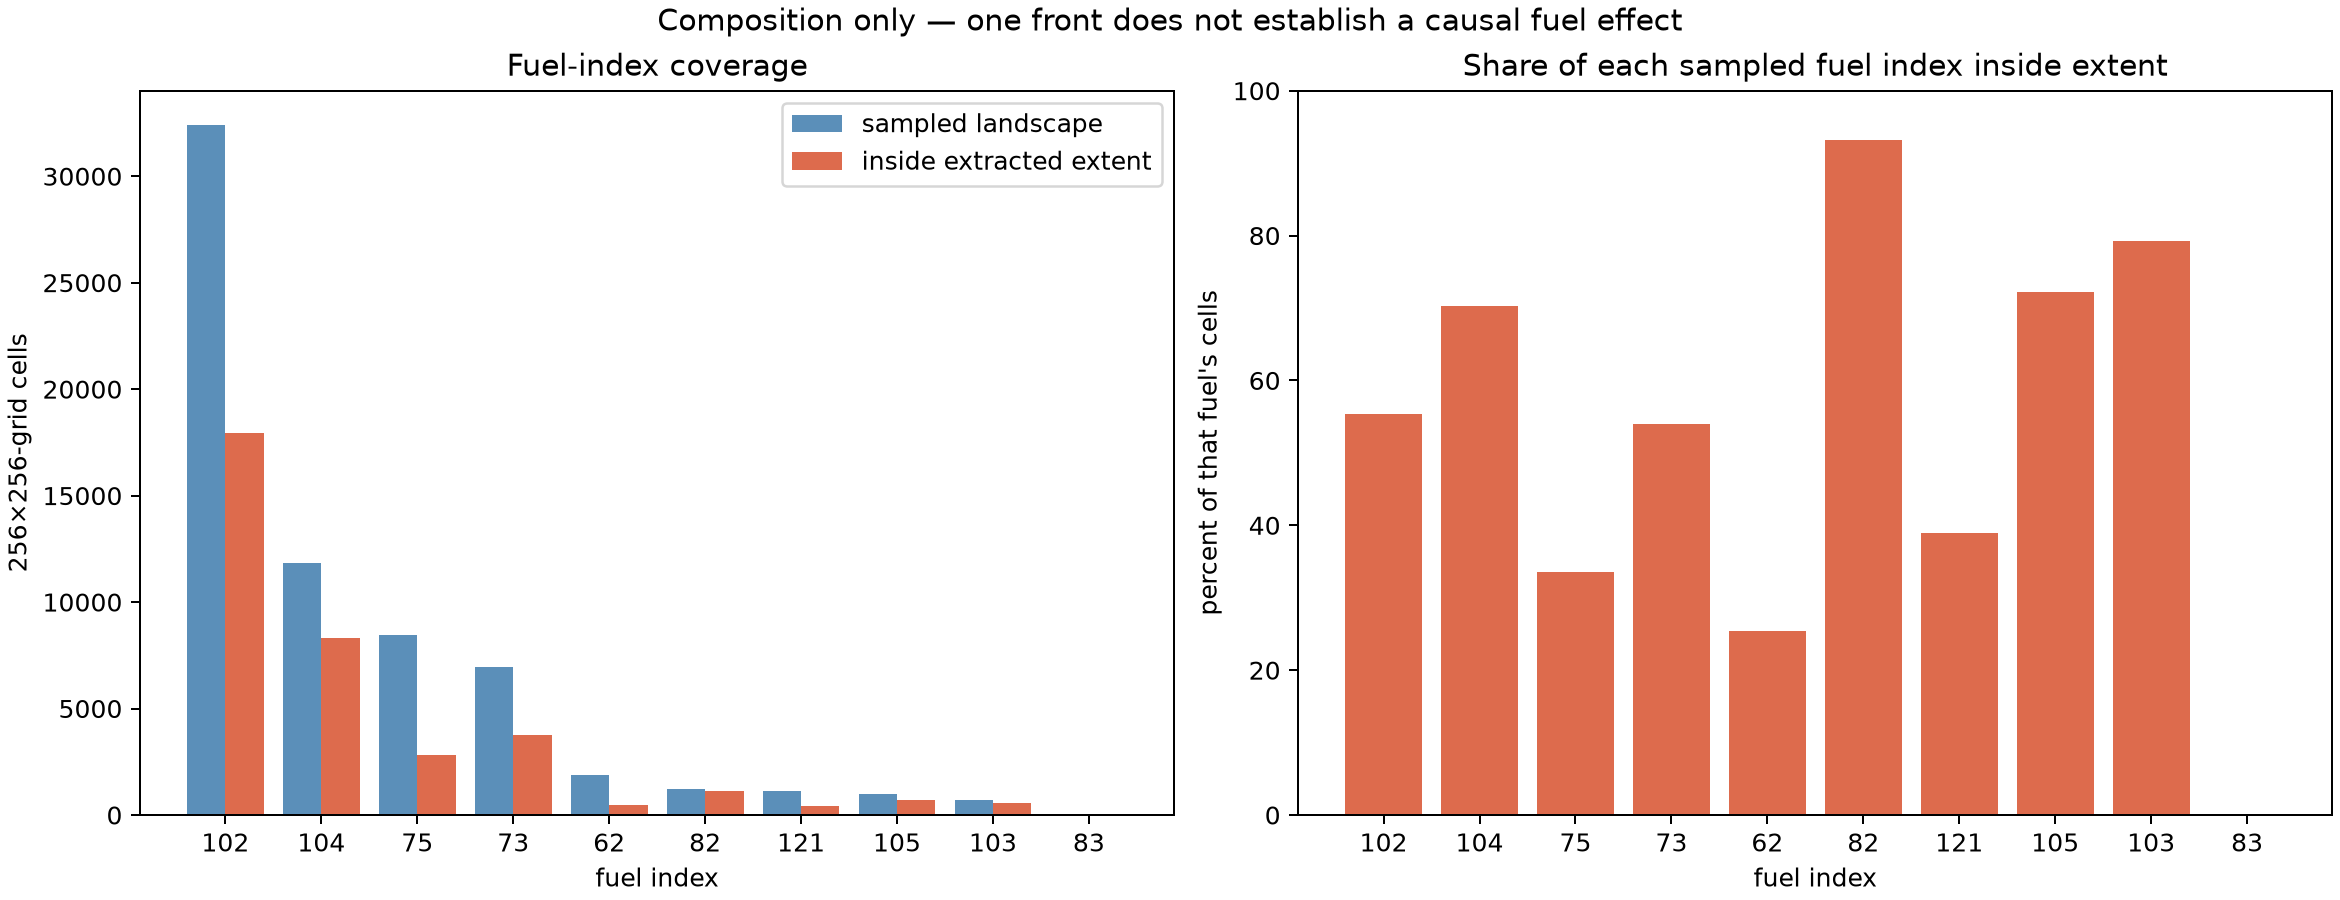 Composition only — one front does not establish a causal fuel effect
Fuel-index coverage
sampled landscape
inside extracted extent
256×256-grid cells
30000
25000
20000
15000
10000
5000
0
102 104 75 73 62 82 121 105 103 83
fuel index
Share of each sampled fuel index inside extent
percent of that fuel's cells
100
80
60
40
20
0
102 104 75 73 62 82 121 105 103 83
fuel index